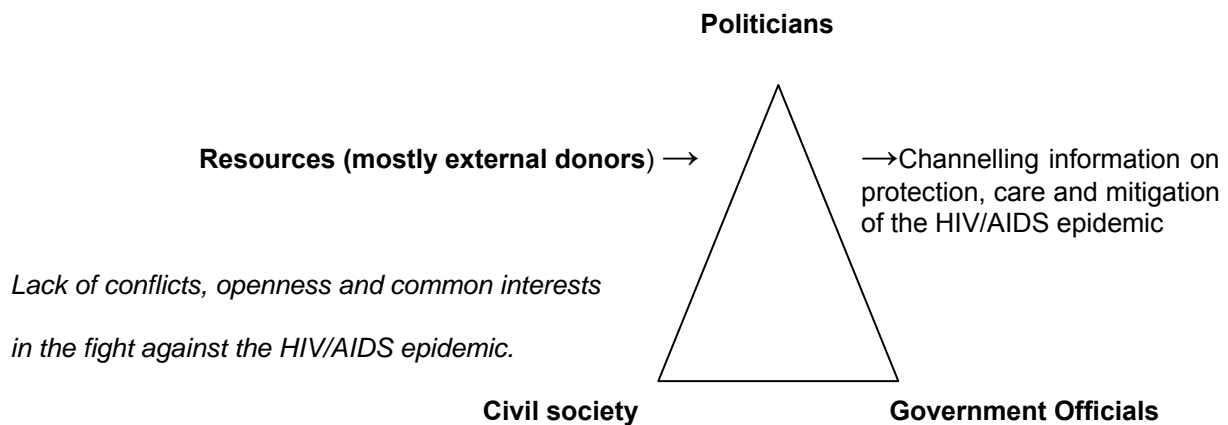 Politicians
Resources (mostly external donors) →
→Channelling information on
protection, care and mitigation
of the HIV/AIDS epidemic
Lack of conflicts, openness and common interests
in the fight against the HIV/AIDS epidemic.
Civil society
Government Officials